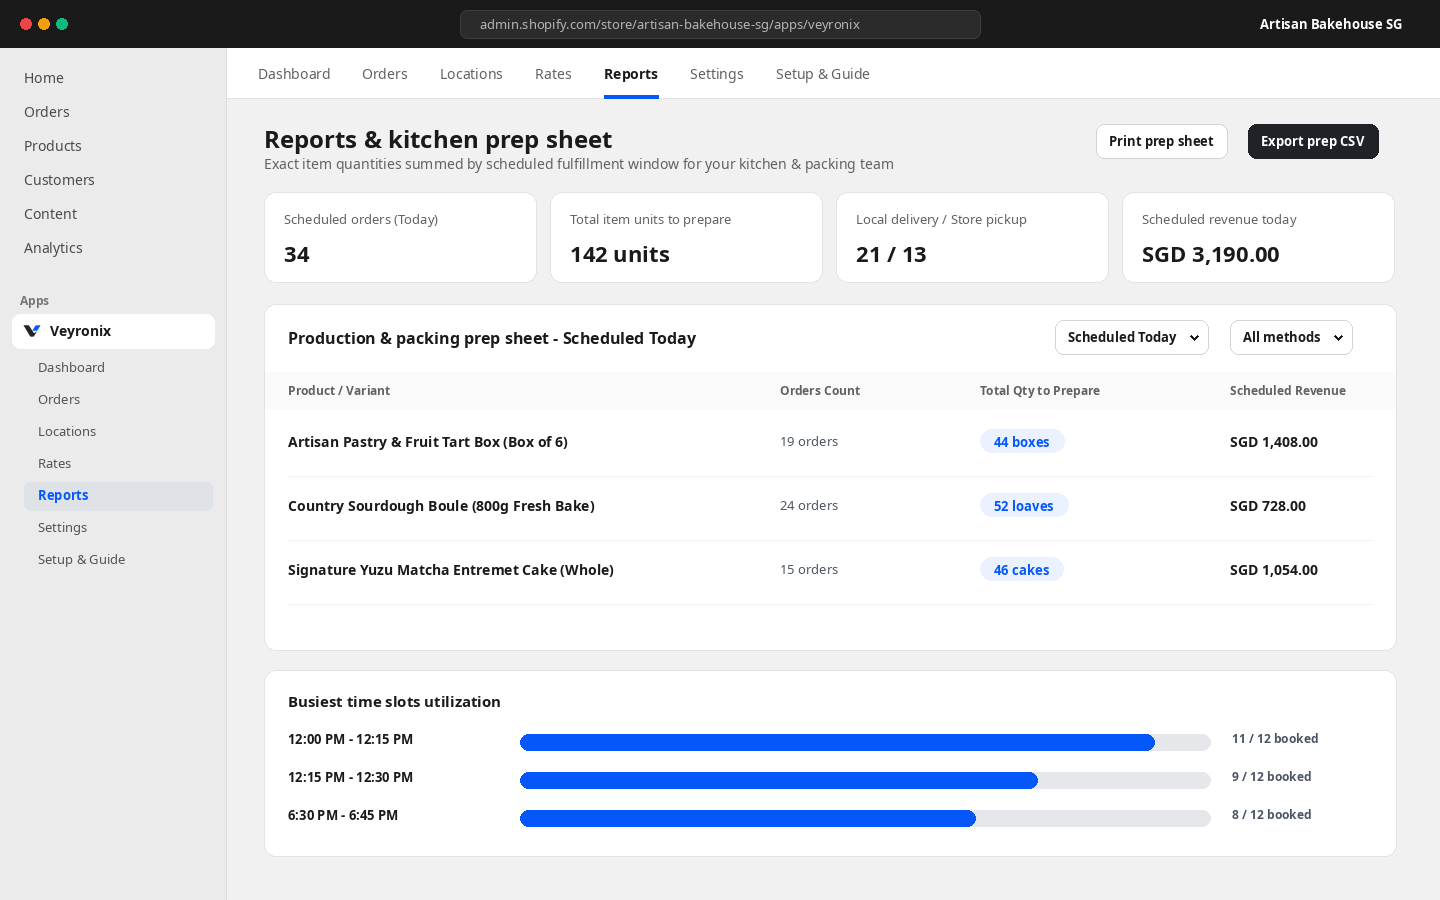 admin.shopify.com/store/artisan-bakehouse-sg/apps/veyronix
Artisan Bakehouse SG
Home
Orders
Products
Customers
Content
Analytics
Apps
Veyronix
Dashboard
Orders
Locations
Rates
Reports
Settings
Setup & Guide
Dashboard Orders Locations Rates Reports Settings Setup & Guide
Reports & kitchen prep sheet
Exact item quantities summed by scheduled fulfillment window for your kitchen & packing team
Print prep sheet
Export prep CSV
Scheduled orders (Today)
34
Total item units to prepare
142 units
Local delivery / Store pickup
21 / 13
Scheduled revenue today
SGD 3,190.00
Production & packing prep sheet - Scheduled Today
Scheduled Today
All methods
Product / Variant Orders Count Total Qty to Prepare Scheduled Revenue
Artisan Pastry & Fruit Tart Box (Box of 6) 19 orders 44 boxes SGD 1,408.00
Country Sourdough Boule (800g Fresh Bake) 24 orders 52 loaves SGD 728.00
Signature Yuzu Matcha Entremet Cake (Whole) 15 orders 46 cakes SGD 1,054.00
Busiest time slots utilization
12:00 PM - 12:15 PM 11 / 12 booked
12:15 PM - 12:30 PM 9 / 12 booked
6:30 PM - 6:45 PM 8 / 12 booked